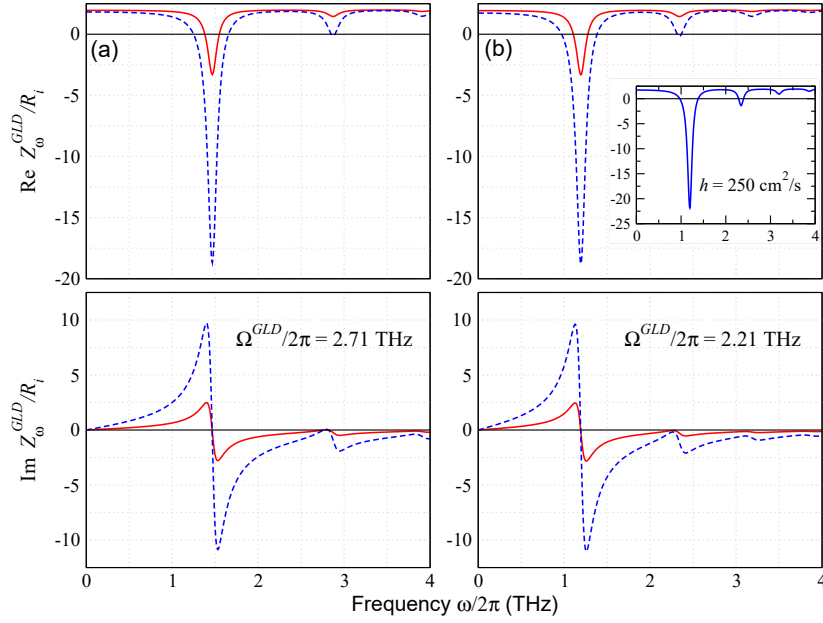 0
-5
-10
-15
-20
Re Z_ω^GLD/R_i
(a)
(b)
0
-5
-10
-15
-20
0
-5
-10
-15
-20
-25
0 1 2 3 4
h = 250 cm²/s
10
5
0
-5
-10
Im Z_ω^GLD/R_i
Ω^GLD/2π = 2.71 THz
10
5
0
-5
-10
Ω^GLD/2π = 2.21 THz
0 1 2 3 4
0 1 2 3 4
Frequency ω/2π (THz)